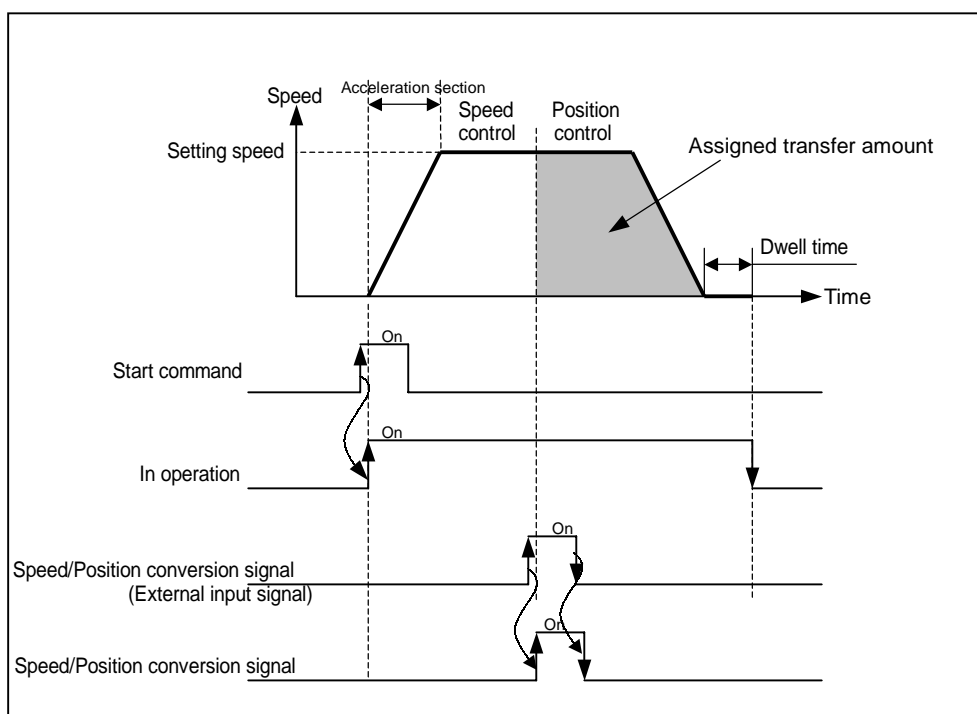 Acceleration section
Speed
Speed
control
Position
control
Setting speed
Assigned transfer amount
Dwell time
Time
On
Start command
On
In operation
On
Speed/Position conversion signal
(External input signal)
On
Speed/Position conversion signal